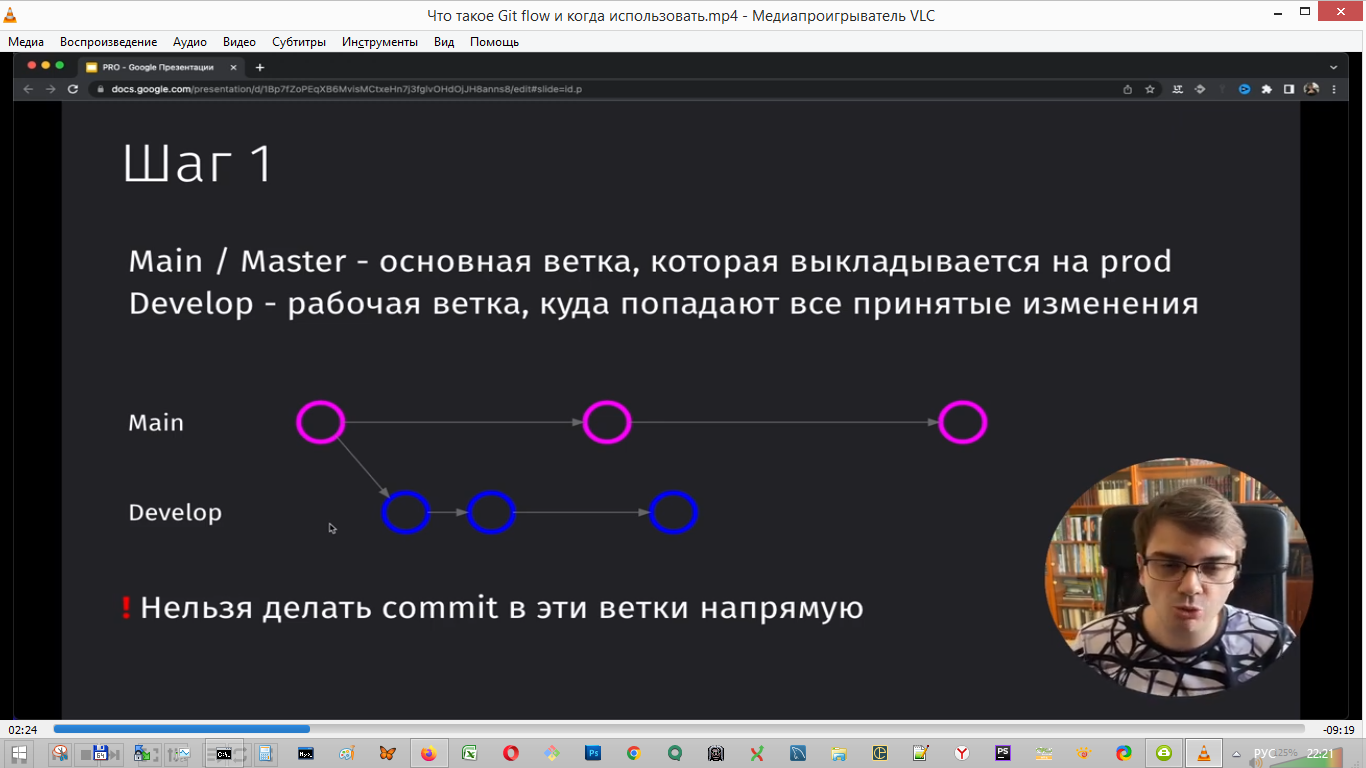 Что такое Git flow и когда использовать.mp4 - Медиапроигрыватель VLC
Медиа Воспроизведение Аудио Видео Субтитры Инструменты Вид Помощь
PRO - Google Презентации
docs.google.com/presentation/d/1Bp7fZoPEqXB6MvisMCtxeHn7j3fglvOHdOjJH8anns8/edit#slide=id.p
Шаг 1
Main / Master - основная ветка, которая выкладывается на prod
Develop - рабочая ветка, куда попадают все принятые изменения
Main
Develop
! Нельзя делать commit в эти ветки напрямую
02:24 -09:19
РУС 25% 22:21